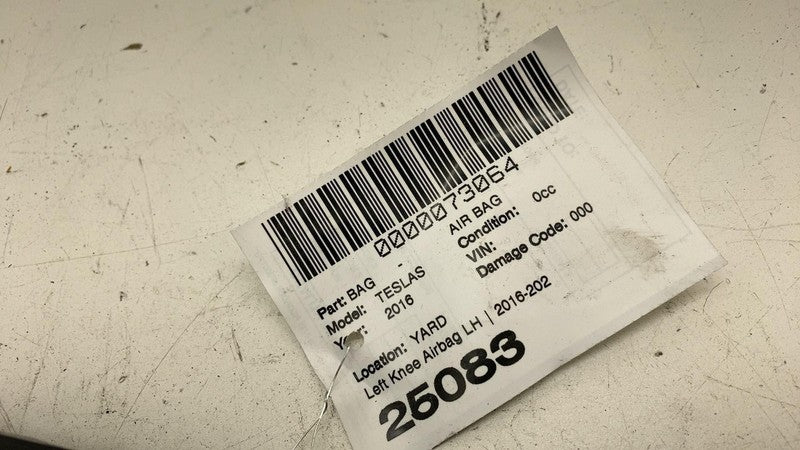 0000073064
Part: BAG - AIR BAG
Model: TESLAS Condition: 0cc
Year: 2016 VIN:
Damage Code: 000
Location: YARD
Left Knee Airbag LH | 2016-202
25083